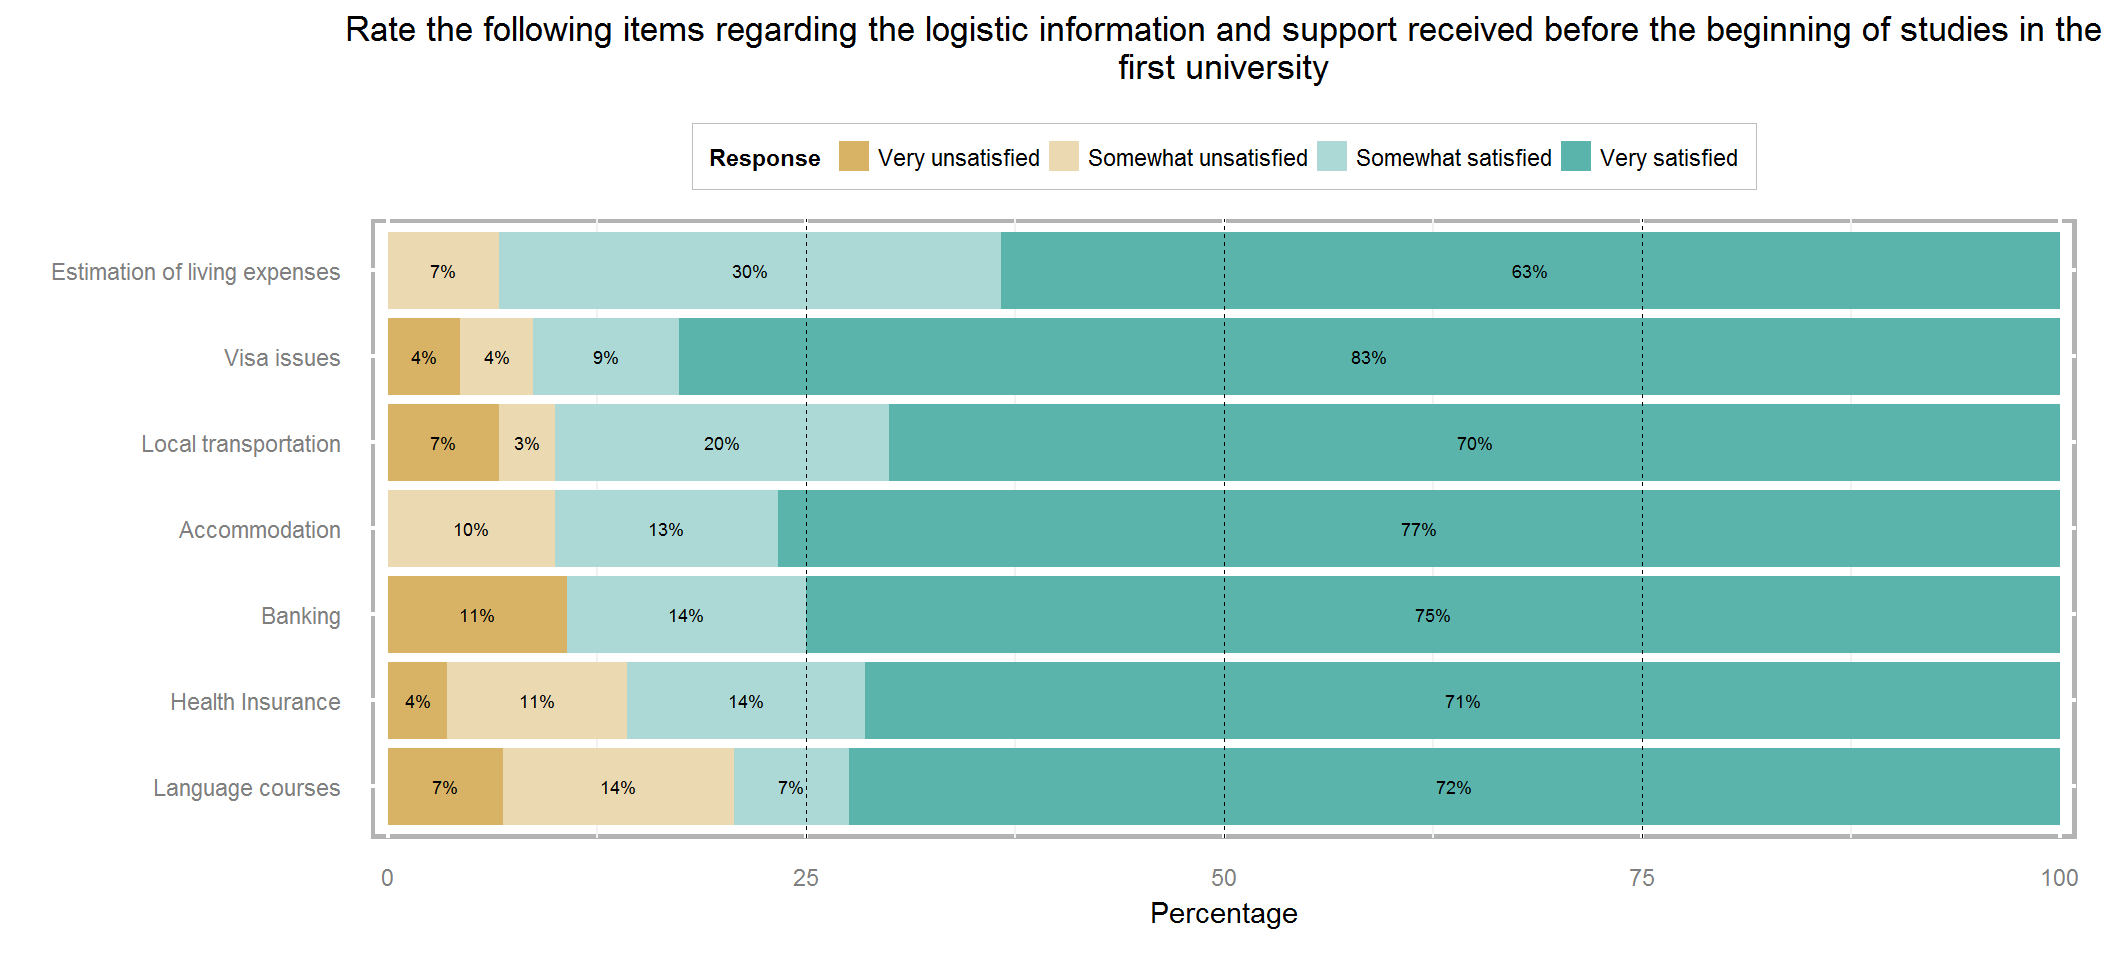 Rate the following items regarding the logistic information and support received before the beginning of studies in the
first university
Response Very unsatisfied Somewhat unsatisfied Somewhat satisfied Very satisfied
Estimation of living expenses 7% 30% 63%
Visa issues 4% 4% 9% 83%
Local transportation 7% 3% 20% 70%
Accommodation 10% 13% 77%
Banking 11% 14% 75%
Health Insurance 4% 11% 14% 71%
Language courses 7% 14% 7% 72%
0 25 50 75 100
Percentage